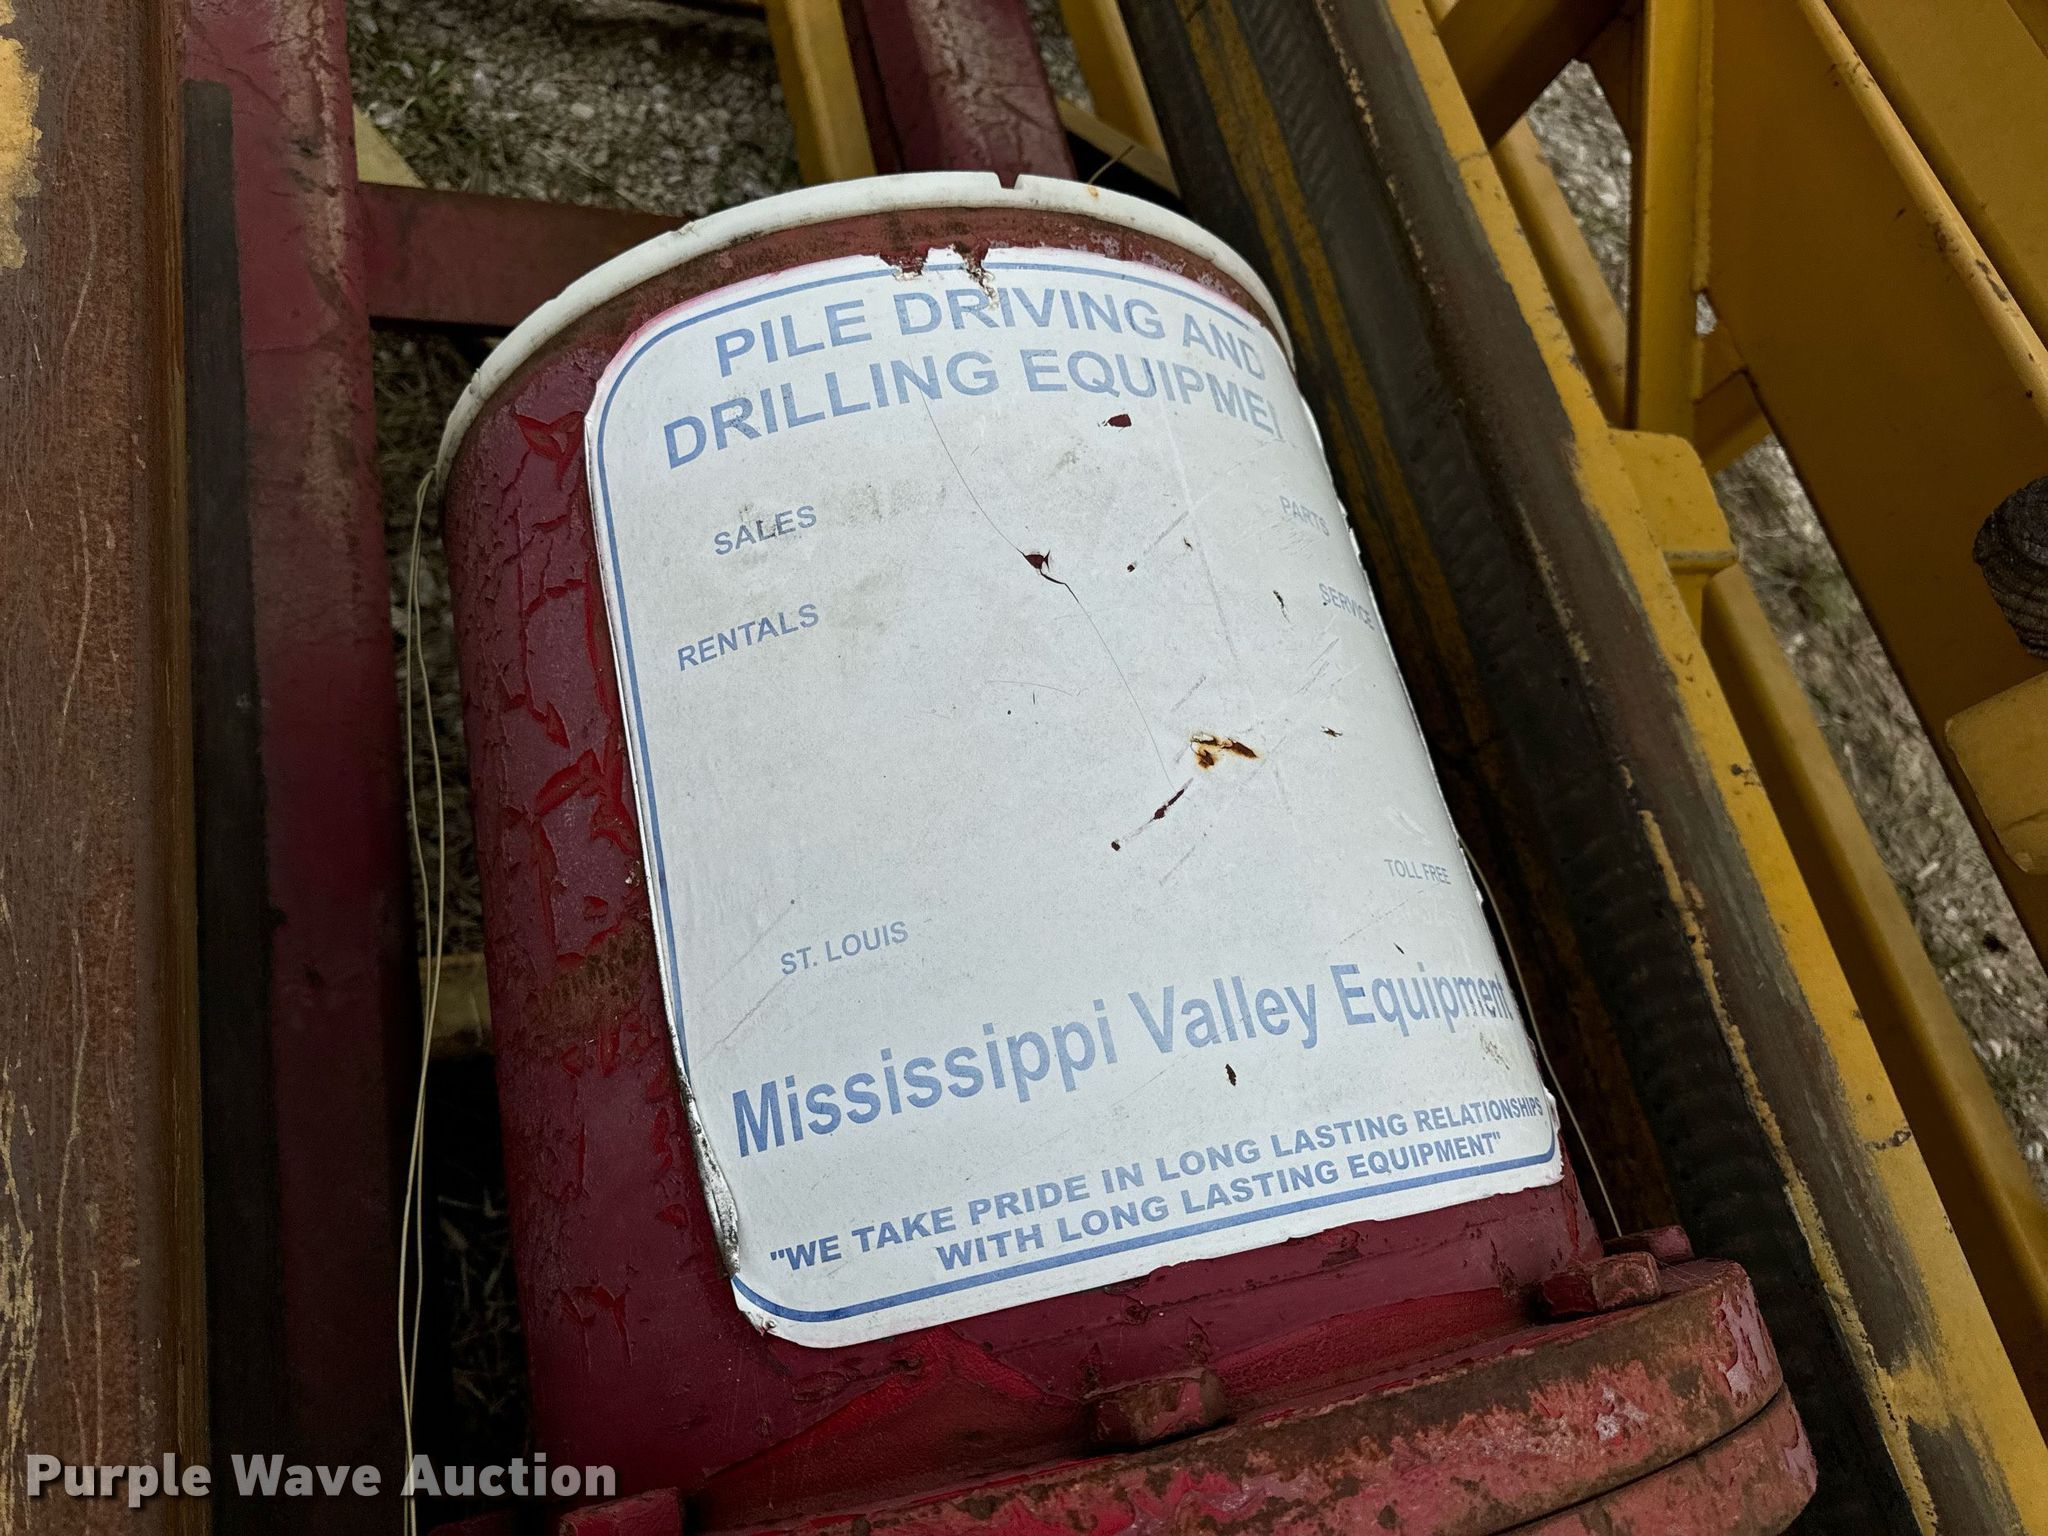 PILE DRIVING AND
DRILLING EQUIPMEN
SALES
PARTS
RENTALS
SERVICE
TOLL FREE
ST. LOUIS
Mississippi Valley Equipment
"WE TAKE PRIDE IN LONG LASTING RELATIONSHIPS
WITH LONG LASTING EQUIPMENT"
Purple Wave Auction